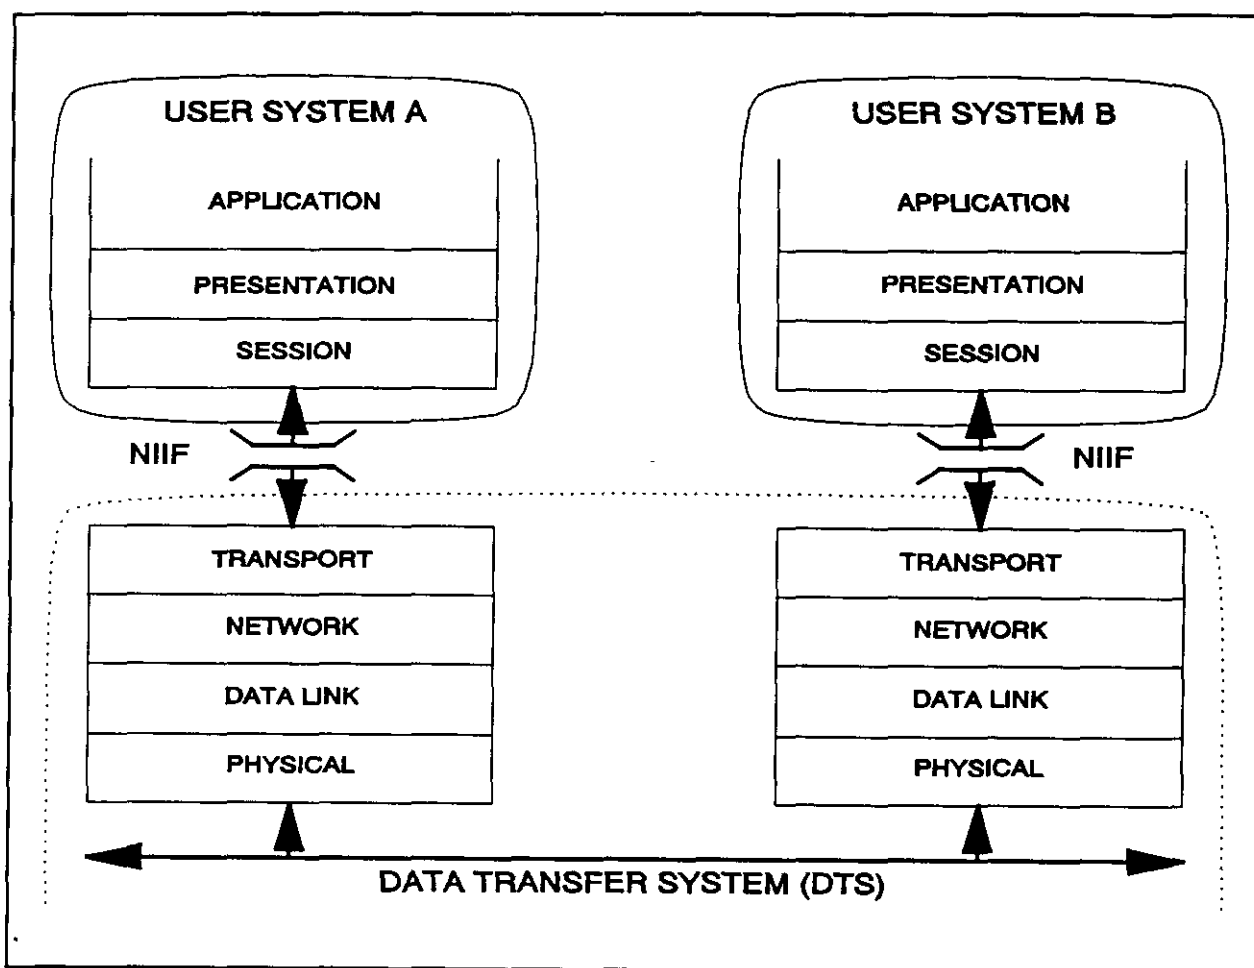 USER SYSTEM A
APPLICATION
PRESENTATION
SESSION
NIIF
TRANSPORT
NETWORK
DATA LINK
PHYSICAL
USER SYSTEM B
APPLICATION
PRESENTATION
SESSION
NIIF
TRANSPORT
NETWORK
DATA LINK
PHYSICAL
DATA TRANSFER SYSTEM (DTS)